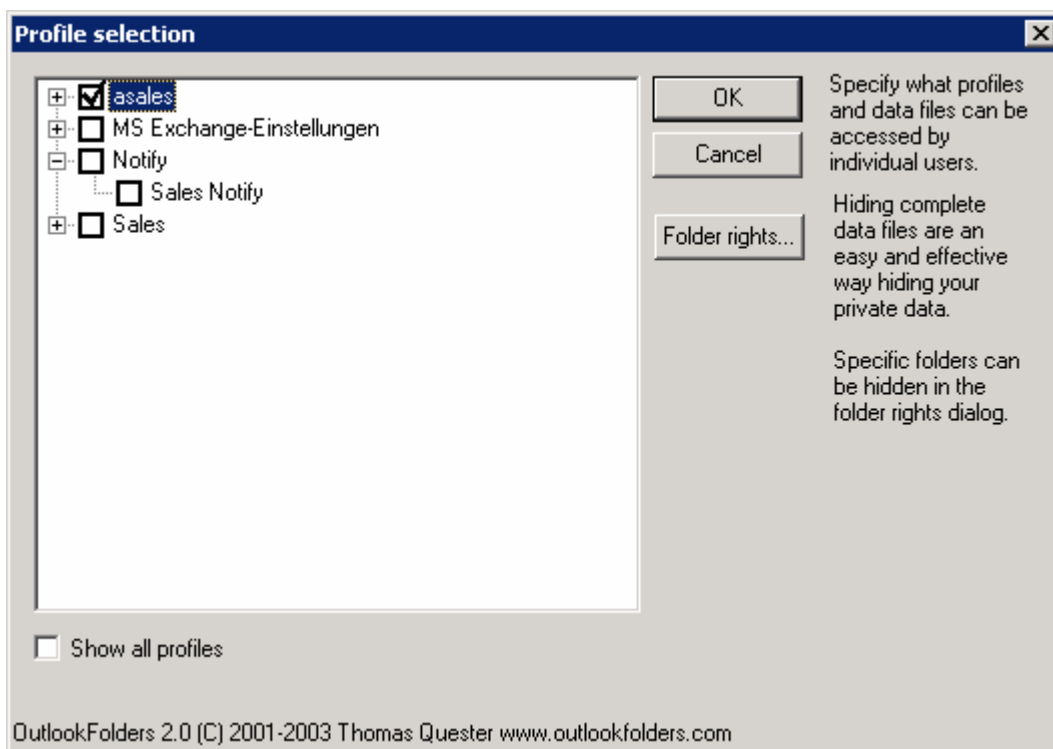 Profile selection
asales
MS Exchange-Einstellungen
Notify
Sales Notify
Sales
OK
Cancel
Folder rights...
Specify what profiles
and data files can be
accessed by
individual users.
Hiding complete
data files are an
easy and effective
way hiding your
private data.
Specific folders can
be hidden in the
folder rights dialog.
Show all profiles
OutlookFolders 2.0 (C) 2001-2003 Thomas Quester www.outlookfolders.com